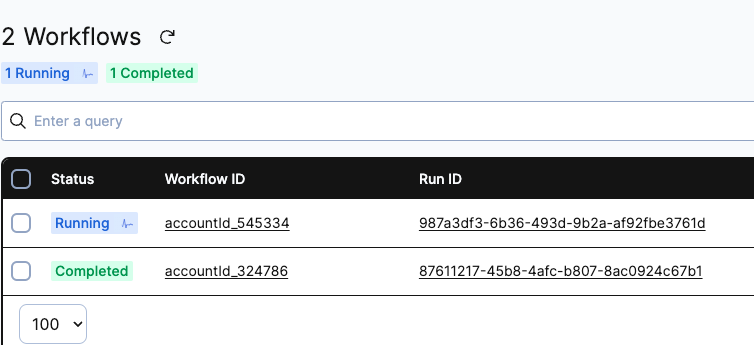 2 Workflows
1 Running 1 Completed
Enter a query
Status Workflow ID Run ID
Running accountId_545334 987a3df3-6b36-493d-9b2a-af92fbe3761d
Completed accountId_324786 87611217-45b8-4afc-b807-8ac0924c67b1
100